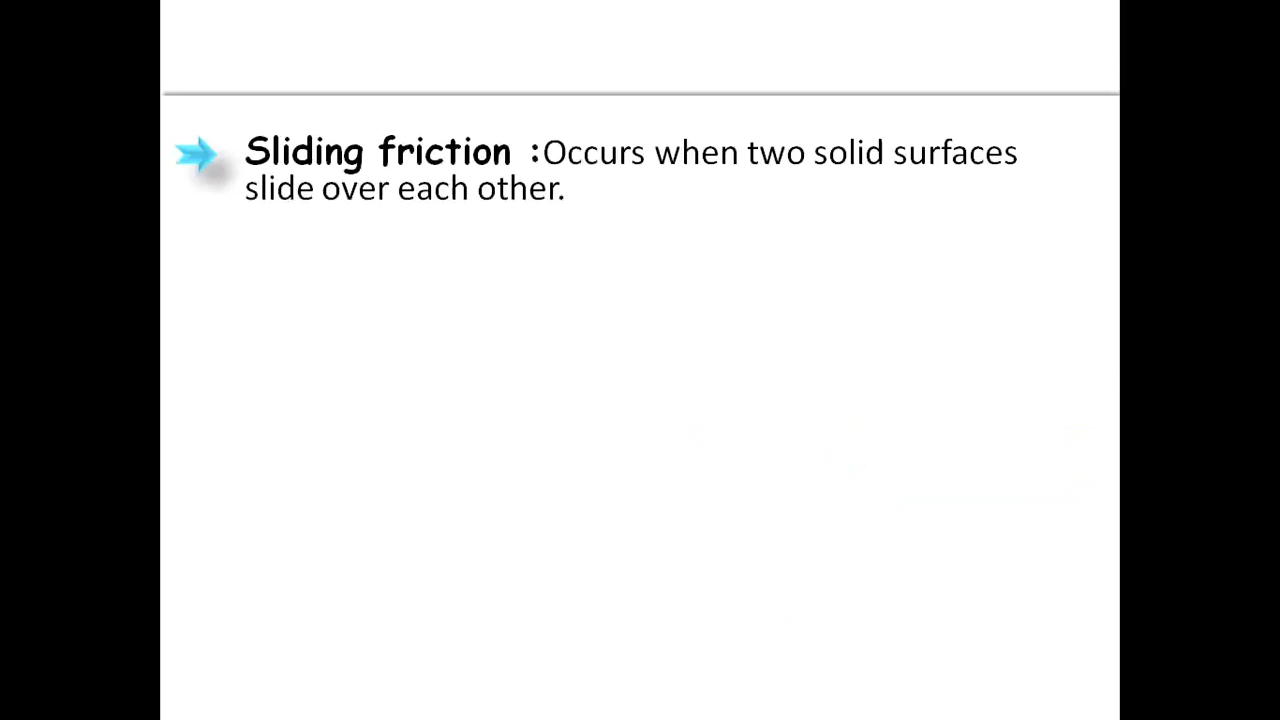 Sliding friction :Occurs when two solid surfaces
slide over each other.